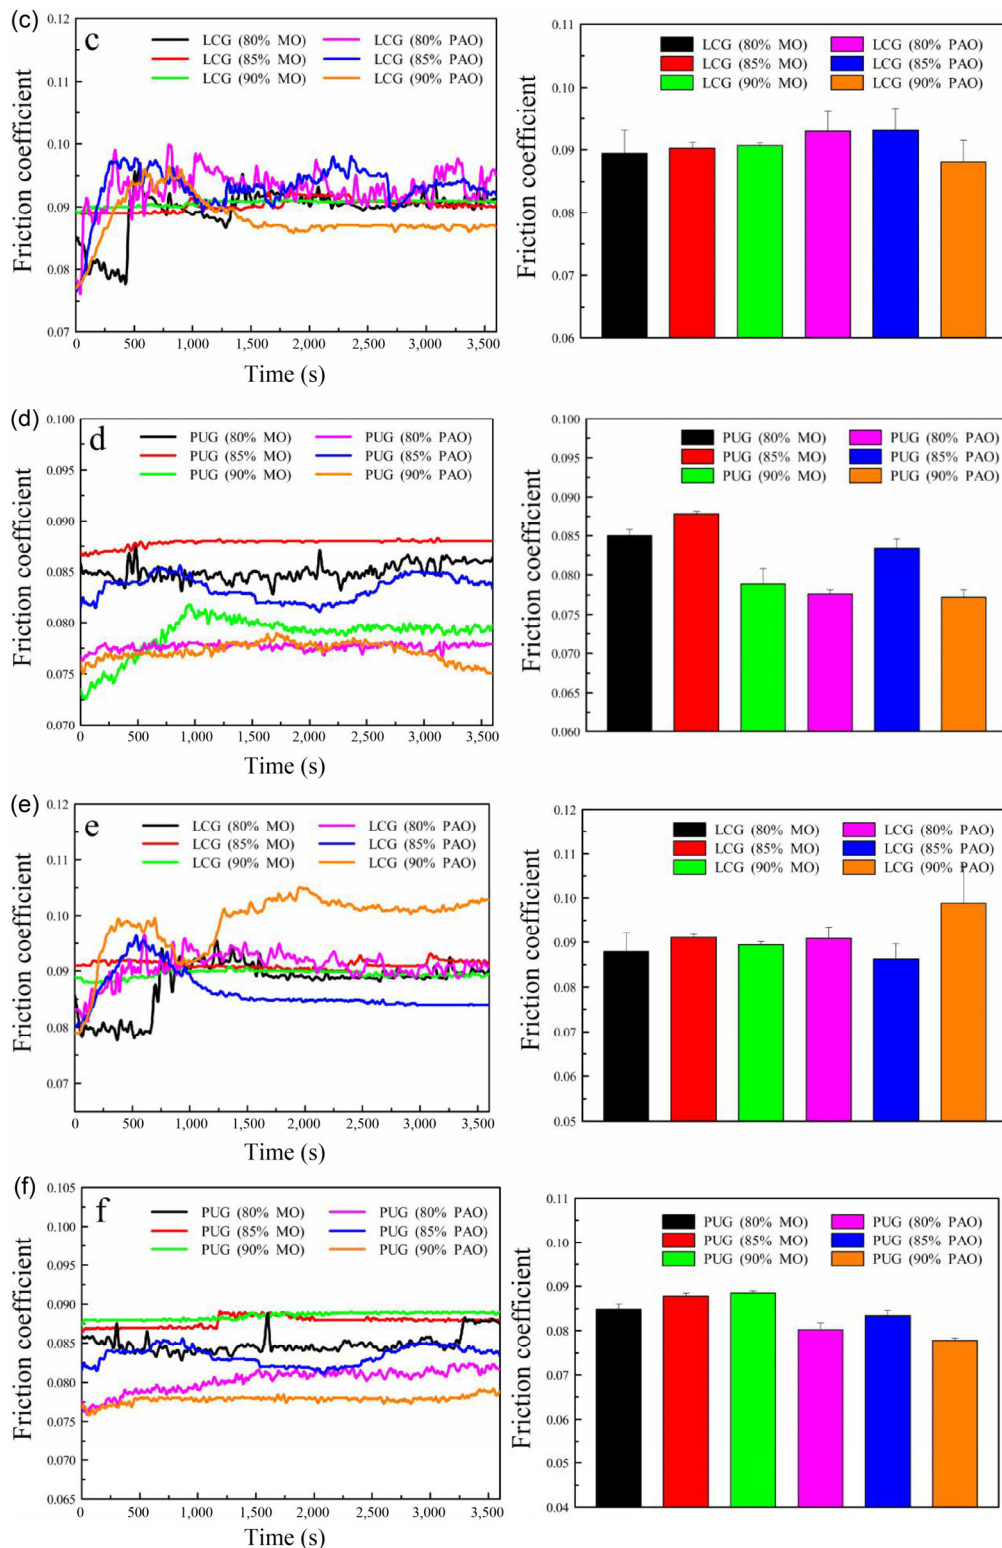 (c)
c
LCG (80% MO) LCG (80% PAO)
LCG (85% MO) LCG (85% PAO)
LCG (90% MO) LCG (90% PAO)
Friction coefficient
0.12
0.11
0.10
0.09
0.08
0.07
0 500 1,000 1,500 2,000 2,500 3,000 3,500
Time (s)
LCG (80% MO) LCG (80% PAO)
LCG (85% MO) LCG (85% PAO)
LCG (90% MO) LCG (90% PAO)
Friction coefficient
0.11
0.10
0.09
0.08
0.07
0.06
(d)
d
PUG (80% MO) PUG (80% PAO)
PUG (85% MO) PUG (85% PAO)
PUG (90% MO) PUG (90% PAO)
Friction coefficient
0.100
0.095
0.090
0.085
0.080
0.075
0.070
0 500 1,000 1,500 2,000 2,500 3,000 3,500
Time (s)
PUG (80% MO) PUG (80% PAO)
PUG (85% MO) PUG (85% PAO)
PUG (90% MO) PUG (90% PAO)
Friction coefficient
0.100
0.095
0.090
0.085
0.080
0.075
0.070
0.065
0.060
(e)
e
LCG (80% MO) LCG (80% PAO)
LCG (85% MO) LCG (85% PAO)
LCG (90% MO) LCG (90% PAO)
Friction coefficient
0.12
0.11
0.10
0.09
0.08
0.07
0 500 1,000 1,500 2,000 2,500 3,000 3,500
Time (s)
LCG (80% MO) LCG (80% PAO)
LCG (85% MO) LCG (85% PAO)
LCG (90% MO) LCG (90% PAO)
Friction coefficient
0.12
0.11
0.10
0.09
0.08
0.07
0.06
0.05
(f)
f
PUG (80% MO) PUG (80% PAO)
PUG (85% MO) PUG (85% PAO)
PUG (90% MO) PUG (90% PAO)
Friction coefficient
0.105
0.100
0.095
0.090
0.085
0.080
0.075
0.070
0.065
0 500 1,000 1,500 2,000 2,500 3,000 3,500
Time (s)
PUG (80% MO) PUG (80% PAO)
PUG (85% MO) PUG (85% PAO)
PUG (90% MO) PUG (90% PAO)
Friction coefficient
0.11
0.10
0.09
0.08
0.07
0.06
0.05
0.04